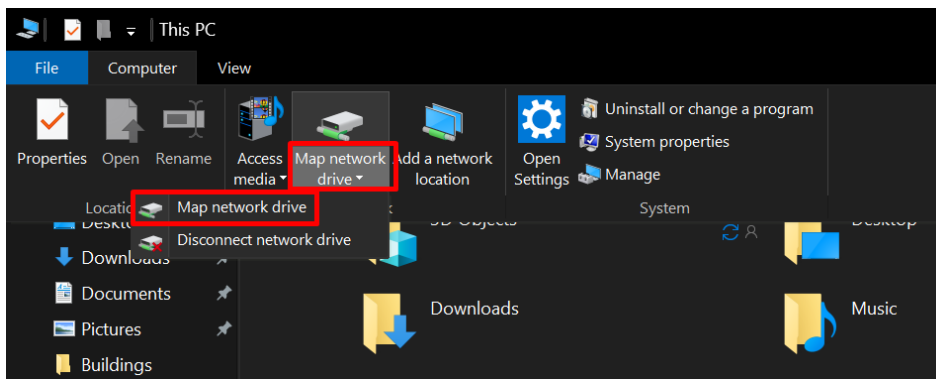 This PC
File Computer View
Properties Open Rename Access media Map network drive Add a network location Open Settings Uninstall or change a program
System properties
Manage
System
Map network drive
Disconnect network drive
Desktop
Downloads
Documents
Pictures
Buildings
Downloads
Music